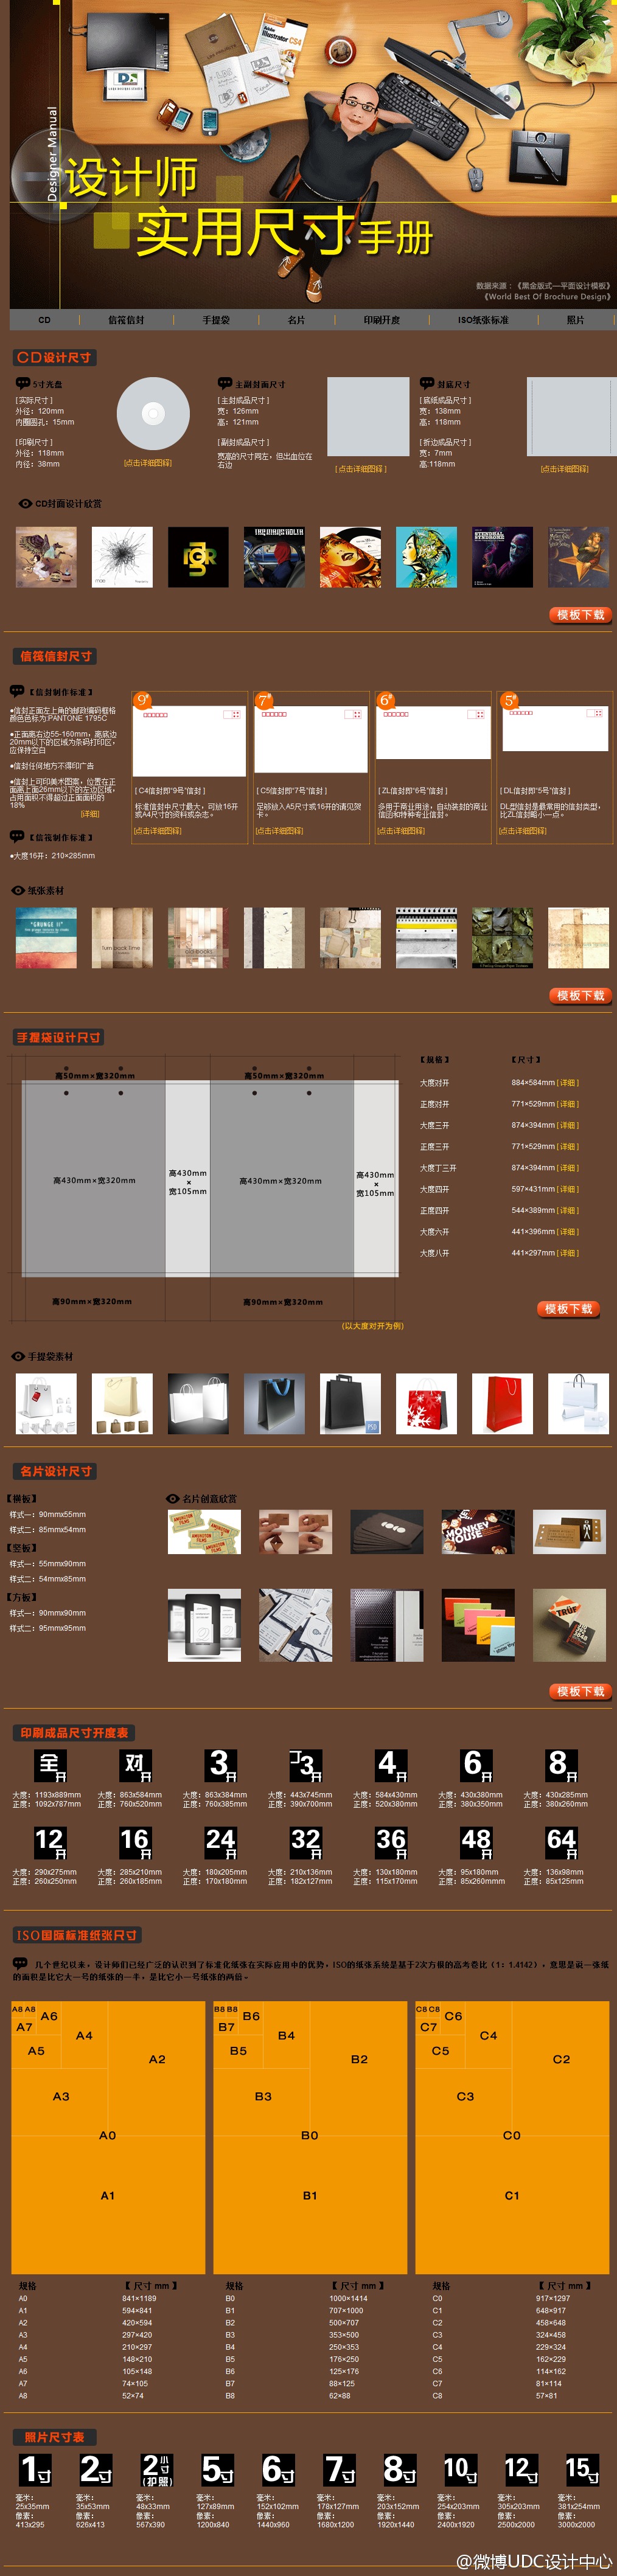 Designer Manual
设计师
实用尺寸手册
数据来源：《黑金版式—平面设计模板》
《World Best Of Brochure Design》
CD 信笺信封 手提袋 名片 印刷开度 ISO纸张标准 照片
CD设计尺寸
5寸光盘
[实际尺寸]
外径：120mm
内圈圆孔：15mm
[印刷尺寸]
外径：118mm
内径：38mm
[点击详细图释]
主副封面尺寸
[主封成品尺寸]
宽：126mm
高：121mm
[副封成品尺寸]
宽高的尺寸同左，但出血位在
右边
[点击详细图释]
封底尺寸
[底纸成品尺寸]
宽：138mm
高：118mm
[折边成品尺寸]
宽：7mm
高:118mm
[点击详细图释]
CD封面设计欣赏
模板下载
信笺信封尺寸
【信封制作标准】
●信封正面左上角的邮政编码框格
颜色色标为:PANTONE 1795C
●正面离右边55-160mm，离底边
20mm以下的区域为条码打印区，
应保持空白
●信封任何地方不得印广告
●信封上可印美术图案，位置在正
面离上面26mm以下的左边区域，
占用面积不得超过正面面积的
18%
[详细]
【信笺制作标准】
●大度16开：210×285mm
9#
[ C4信封即“9号”信封 ]
标准信封中尺寸最大，可放16开
或A4尺寸的资料或杂志。
[点击详细图释]
7#
[ C5信封即“7号”信封 ]
足够放入A5尺寸或16开的请见贺
卡。
[点击详细图释]
6#
[ ZL信封即“6号”信封 ]
多用于商业用途，自动装封的商业
信函和特种专业信封。
[点击详细图释]
5#
[ DL信封即“5号”信封 ]
DL型信封是最常用的信封类型，
比ZL信封略小一点。
[点击详细图释]
纸张素材
模板下载
手提袋设计尺寸
高50mm×宽320mm 高50mm×宽320mm
高430mm×宽320mm
高430mm
×
宽105mm
高430mm×宽320mm
高430mm
×
宽105mm
高90mm×宽320mm 高90mm×宽320mm
(以大度对开为例)
【规格】 【尺寸】
大度对开 884×584mm [ 详细 ]
正度对开 771×529mm [ 详细 ]
大度三开 874×394mm [ 详细 ]
正度三开 771×529mm [ 详细 ]
大度丁三开 874×394mm [ 详细 ]
大度四开 597×431mm [ 详细 ]
正度四开 544×389mm [ 详细 ]
大度六开 441×396mm [ 详细 ]
大度八开 441×297mm [ 详细 ]
模板下载
手提袋素材
名片设计尺寸
【横板】
样式一：90mmx55mm
样式二：85mmx54mm
【竖板】
样式一：55mmx90mm
样式二：54mmx85mm
【方板】
样式一：90mmx90mm
样式二：95mmx95mm
名片创意欣赏
模板下载
印刷成品尺寸开度表
全开 对开 3开 丁3开 4开 6开 8开
大度：1193x889mm 大度：863x584mm 大度：863x384mm 大度：443x745mm 大度：584x430mm 大度：430x380mm 大度：430x285mm
正度：1092x787mm 正度：760x520mm 正度：760x385mm 正度：390x700mm 正度：520x380mm 正度：380x350mm 正度：380x260mm
12开 16开 24开 32开 36开 48开 64开
大度：290x275mm 大度：285x210mm 大度：180x205mm 大度：210x136mm 大度：130x180mm 大度：95x180mm 大度：136x98mm
正度：260x250mm 正度：260x185mm 正度：170x180mm 正度：182x127mm 正度：115x170mm 正度：85x260mmm 正度：85x125mm
ISO国际标准纸张尺寸
几个世纪以来，设计师们已经广泛的认识到了标准化纸张在实际应用中的优势，ISO的纸张系统是基于2次方根的高考卷比（1：1.4142），意思是说一张纸
的面积是比它大一号的纸张的一半，是比它小一号纸张的两倍。
A8 A8 A6 A7 A4 A5 A2 A3 A0 A1
B8 B8 B6 B7 B4 B5 B2 B3 B0 B1
C8 C8 C6 C7 C4 C5 C2 C3 C0 C1
规格 【 尺寸 mm 】 规格 【 尺寸 mm 】 规格 【 尺寸 mm 】
A0 841×1189 B0 1000×1414 C0 917×1297
A1 594×841 B1 707×1000 C1 648×917
A2 420×594 B2 500×707 C2 458×648
A3 297×420 B3 353×500 C3 324×458
A4 210×297 B4 250×353 C4 229×324
A5 148×210 B5 176×250 C5 162×229
A6 105×148 B6 125×176 C6 114×162
A7 74×105 B7 88×125 C7 81×114
A8 52×74 B8 62×88 C8 57×81
照片尺寸表
1寸 2寸 2小寸(护照) 5寸 6寸 7寸 8寸 10寸 12寸 15寸
毫米： 毫米： 毫米： 毫米： 毫米： 毫米： 毫米： 毫米： 毫米： 毫米：
25x35mm 35x53mm 48x33mm 127x89mm 152x102mm 178x127mm 203x152mm 254x203mm 305x203mm 381x254mm
像素： 像素： 像素： 像素： 像素： 像素： 像素： 像素： 像素： 像素：
413x295 626x413 567x390 1200x840 1440x960 1680x1200 1920x1440 2400x1920 2500x2000 3000x2000
@微博UDC设计中心